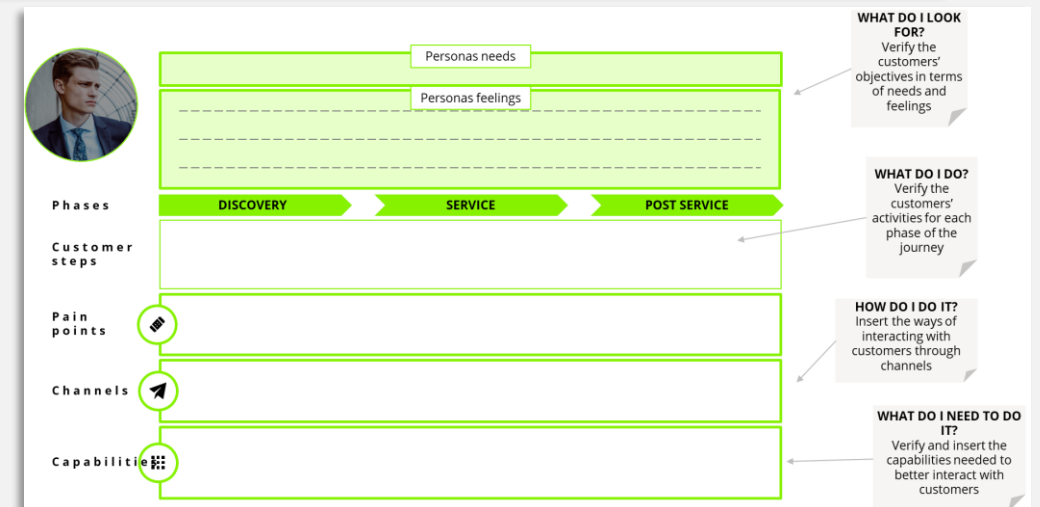 WHAT DO I LOOK
FOR?
Verify the
customers’
objectives in terms
of needs and
feelings
Personas needs
Personas feelings
WHAT DO I DO?
Verify the
customers’
activities for each
phase of the
journey
Phases
DISCOVERY
SERVICE
POST SERVICE
Customer
steps
Pain
points
HOW DO I DO IT?
Insert the ways of
interacting with
customers through
channels
Channels
WHAT DO I NEED TO DO
IT?
Verify and insert the
capabilities needed to
better interact with
customers
Capabilitie